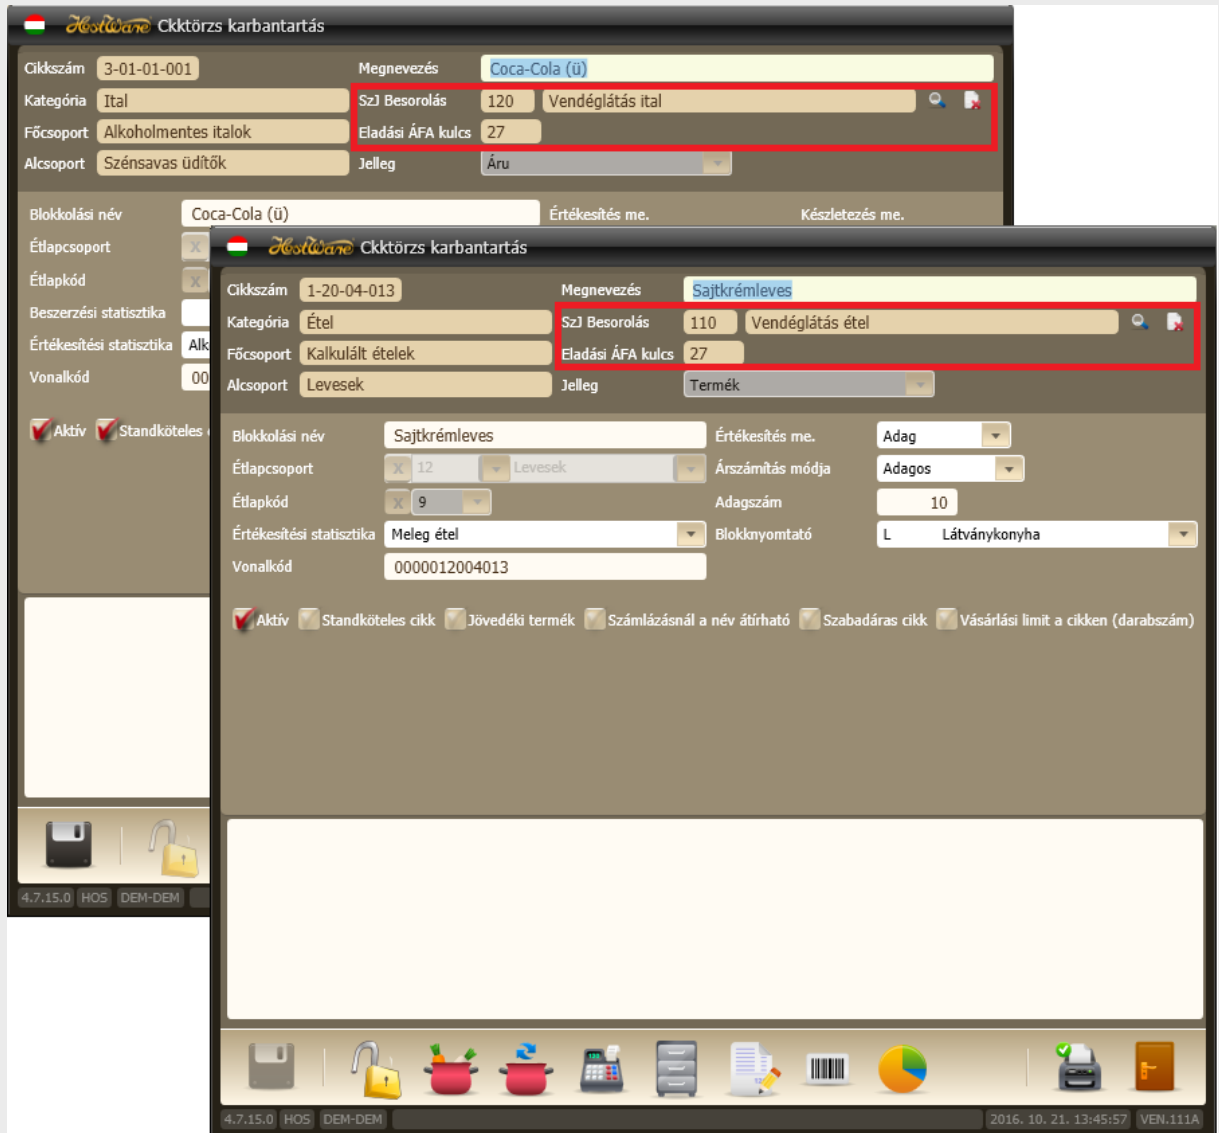 HostWare Ckktörzs karbantartás
Cikkszám 3-01-01-001 Megnevezés Coca-Cola (ü)
Kategória Ital SzJ Besorolás 120 Vendéglátás ital
Főcsoport Alkoholmentes italok Eladási ÁFA kulcs 27
Alcsoport Szénsavas üdítők Jelleg Áru
Blokkolási név Coca-Cola (ü) Értékesítés me. Készletezés me.
Étlapcsoport X
Étlapkód X
Beszerzési statisztika
Értékesítési statisztika Alk
Vonalkód 00
Aktív Standköteles
4.7.15.0 HOS DEM-DEM
HostWare Ckktörzs karbantartás
Cikkszám 1-20-04-013 Megnevezés Sajtkrémleves
Kategória Étel SzJ Besorolás 110 Vendéglátás étel
Főcsoport Kalkulált ételek Eladási ÁFA kulcs 27
Alcsoport Levesek Jelleg Termék
Blokkolási név Sajtkrémleves Értékesítés me. Adag
Étlapcsoport X 12 Levesek Árszámítás módja Adagos
Étlapkód X 9 Adagszám 10
Értékesítési statisztika Meleg étel Blokknyomtató L Látványkonyha
Vonalkód 0000012004013
Aktív Standköteles cikk Jövedéki termék Számlázásnál a név átírható Szabadáras cikk Vásárlási limit a cikken (darabszám)
4.7.15.0 HOS DEM-DEM 2016. 10. 21. 13:45:57 VEN.111A